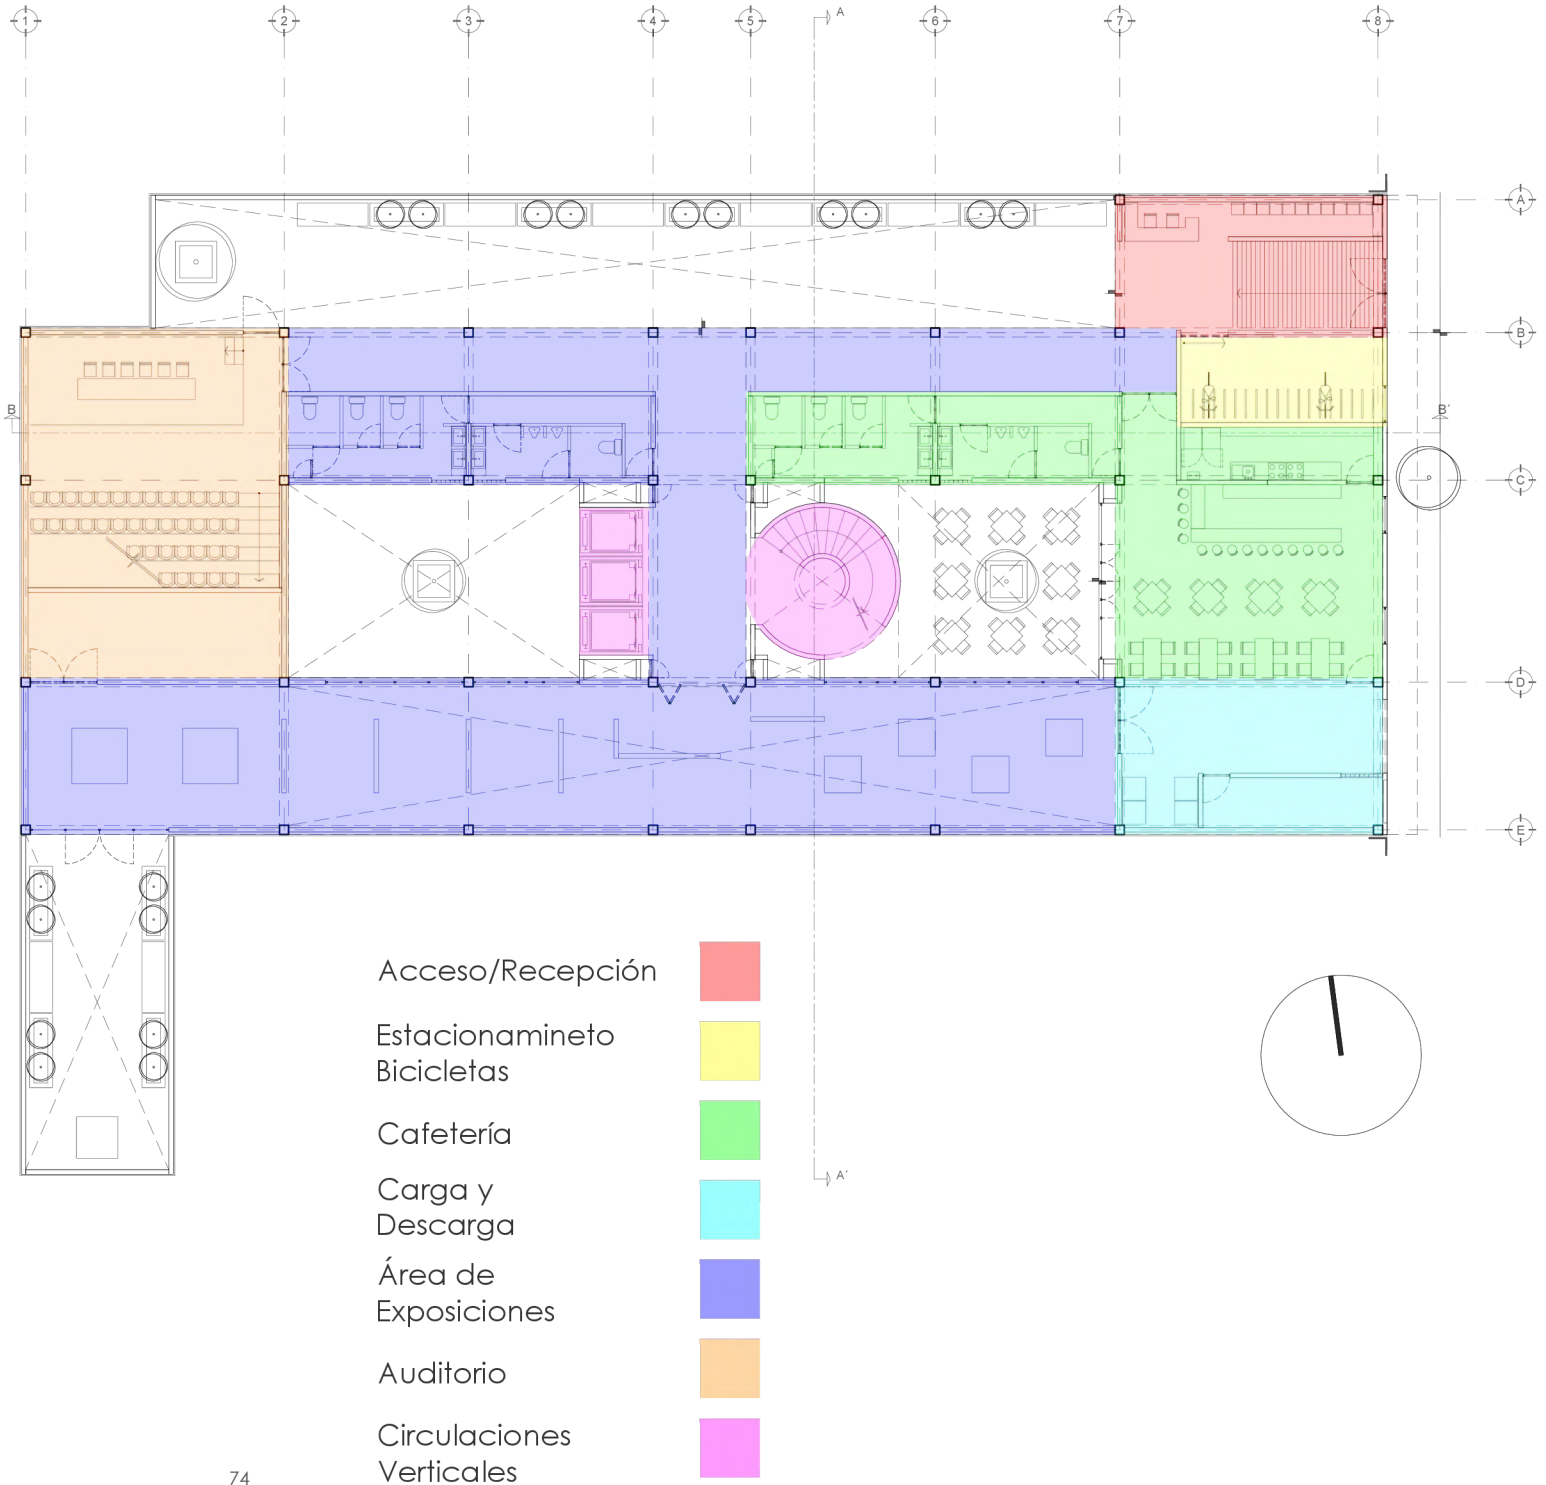 1 2 3 4 5 A 6 7 8
A
B
B B´
C
D
E
Acceso/Recepción
Estacionamineto
Bicicletas
Cafetería
A´
Carga y
Descarga
Área de
Exposiciones
Auditorio
Circulaciones
Verticales
74